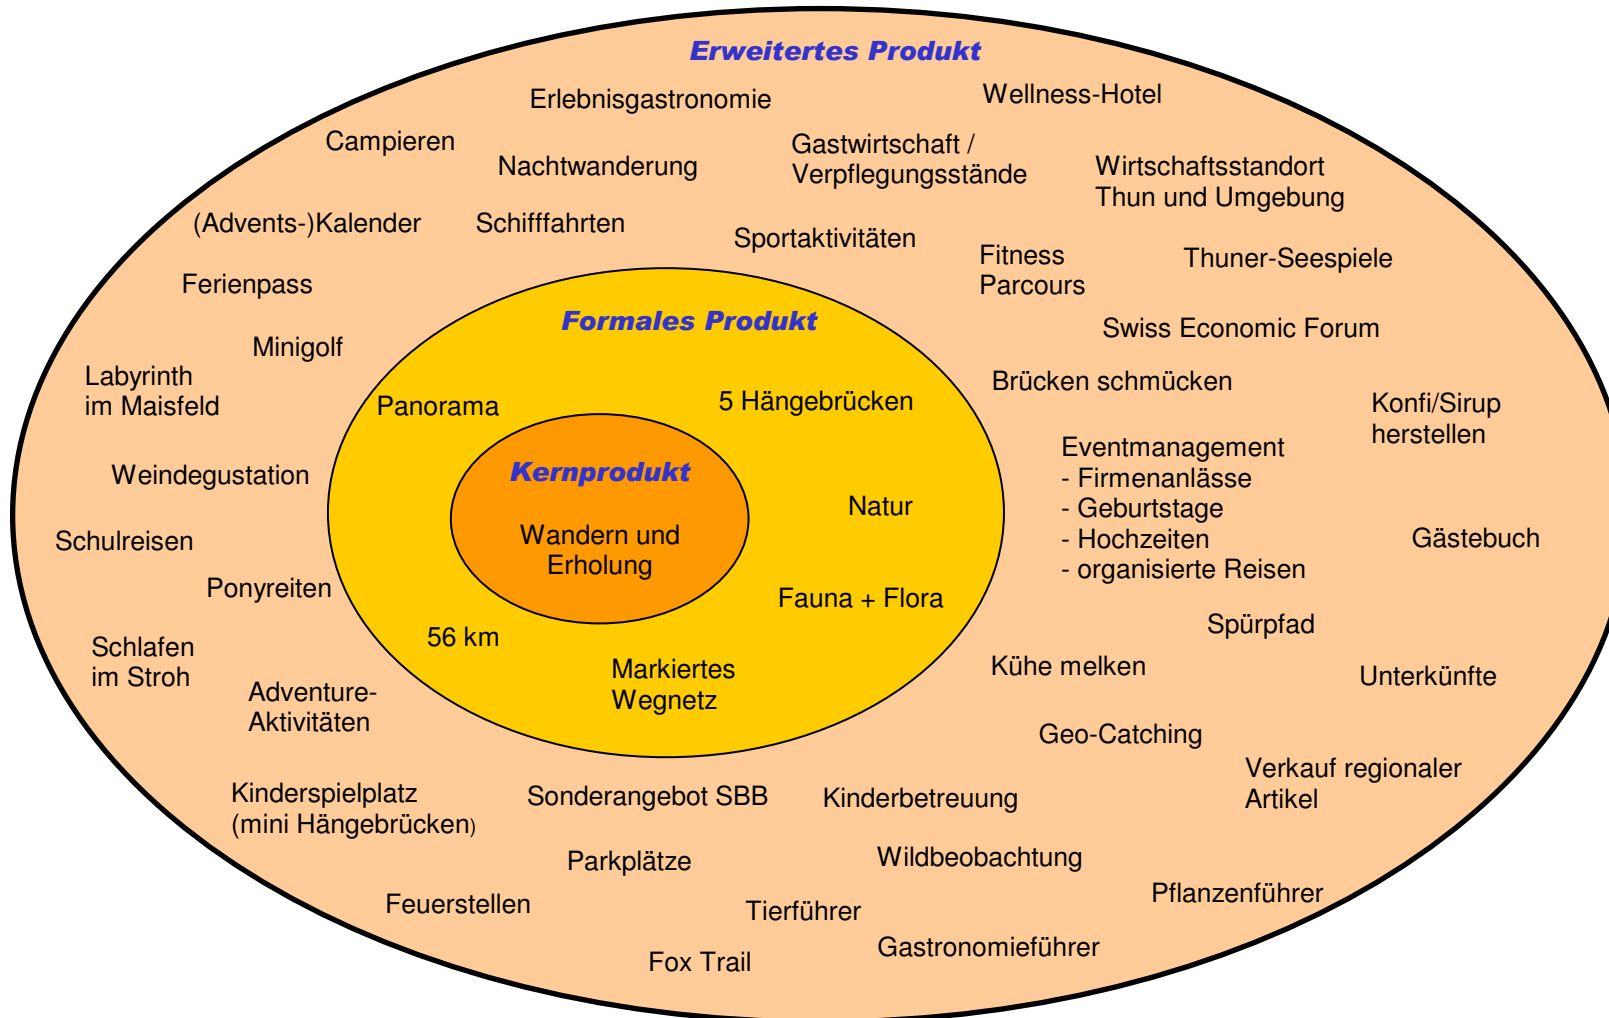 Erweitertes Produkt
Erlebnisgastronomie
Wellness-Hotel
Campieren
Nachtwanderung
Gastwirtschaft /
Verpflegungsstände
Wirtschaftsstandort
Thun und Umgebung
(Advents-)Kalender
Schifffahrten
Sportaktivitäten
Fitness
Parcours
Thuner-Seespiele
Ferienpass
Formales Produkt
Swiss Economic Forum
Minigolf
Labyrinth
im Maisfeld
Panorama
5 Hängebrücken
Brücken schmücken
Konfi/Sirup
herstellen
Weindegustation
Kernprodukt
Wandern und
Erholung
Natur
Eventmanagement
- Firmenanlässe
- Geburtstage
- Hochzeiten
- organisierte Reisen
Gästebuch
Schulreisen
Ponyreiten
Fauna + Flora
Spürpfad
56 km
Schlafen
im Stroh
Markiertes
Wegnetz
Kühe melken
Unterkünfte
Adventure-
Aktivitäten
Geo-Catching
Verkauf regionaler
Artikel
Kinderspielplatz
(mini Hängebrücken)
Sonderangebot SBB
Kinderbetreuung
Parkplätze
Wildbeobachtung
Feuerstellen
Tierführer
Pflanzenführer
Fox Trail
Gastronomieführer